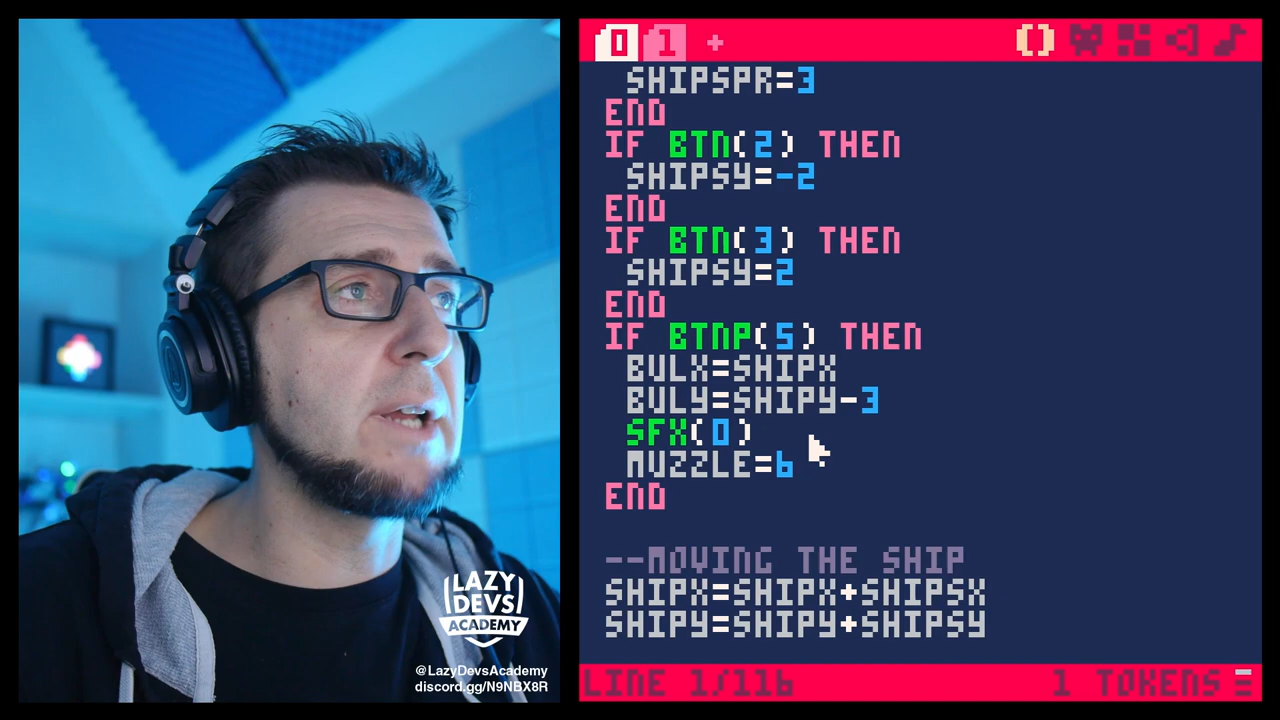 0 1 +
SHIPSPR=3
END
IF BTN(2) THEN
SHIPSY=-2
END
IF BTN(3) THEN
SHIPSY=2
END
IF BTNP(5) THEN
BULX=SHIPX
BULY=SHIPY-3
SFX(0)
MUZZLE=6
END
--MOVING THE SHIP
SHIPX=SHIPX+SHIPSX
SHIPY=SHIPY+SHIPSY
LINE 1/116
1 TOKENS
LAZY
DEVS
ACADEMY
@LazyDevsAcademy
discord.gg/N9NBX8R